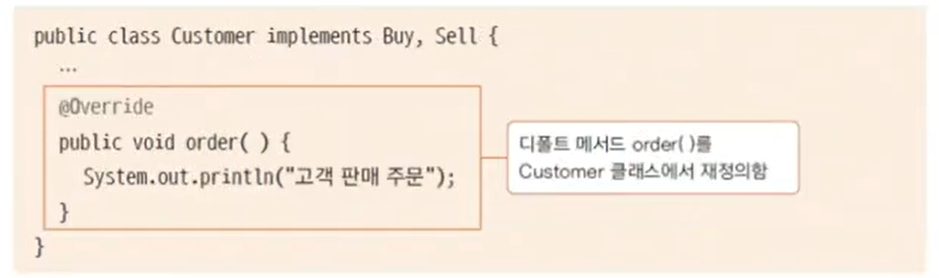 public class Customer implements Buy, Sell {
...
@Override
public void order( ) {
System.out.println("고객 판매 주문");
}
}
디폴트 메서드 order( )를
Customer 클래스에서 재정의함